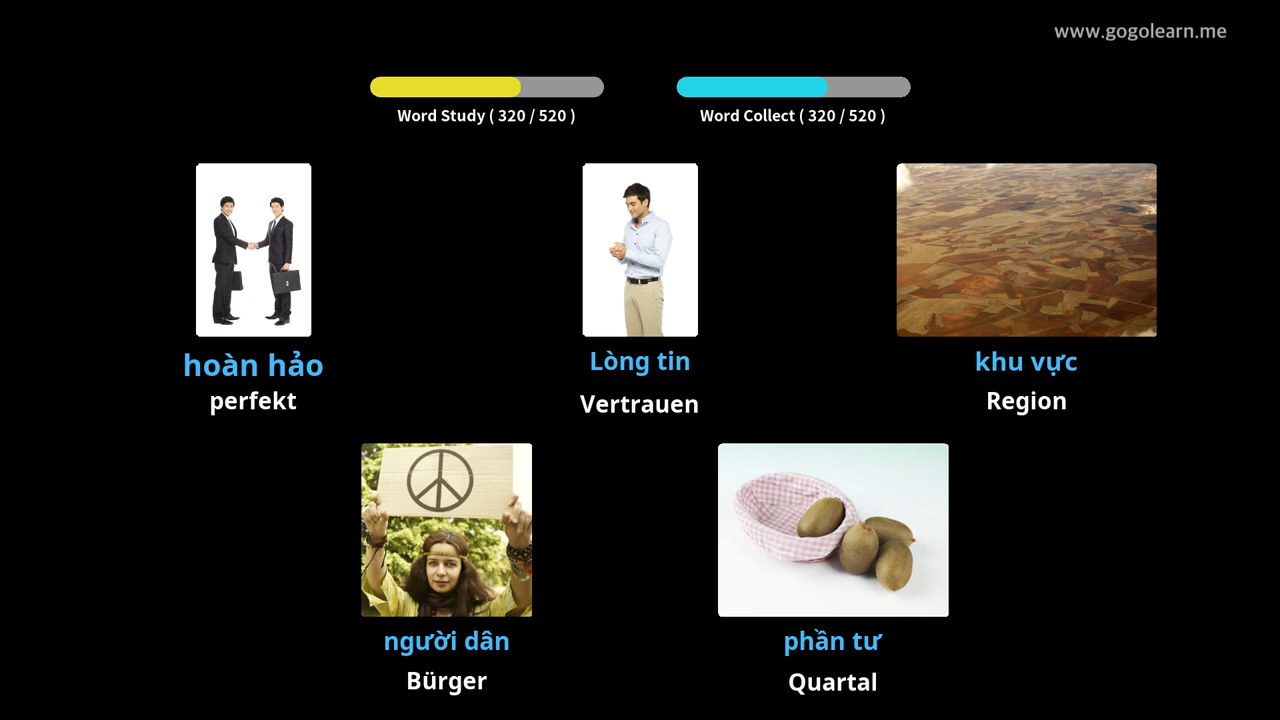 www.gogolearn.me
Word Study ( 320 / 520 )
Word Collect ( 320 / 520 )
hoàn hảo
perfekt
Lòng tin
Vertrauen
khu vực
Region
người dân
Bürger
phần tư
Quartal